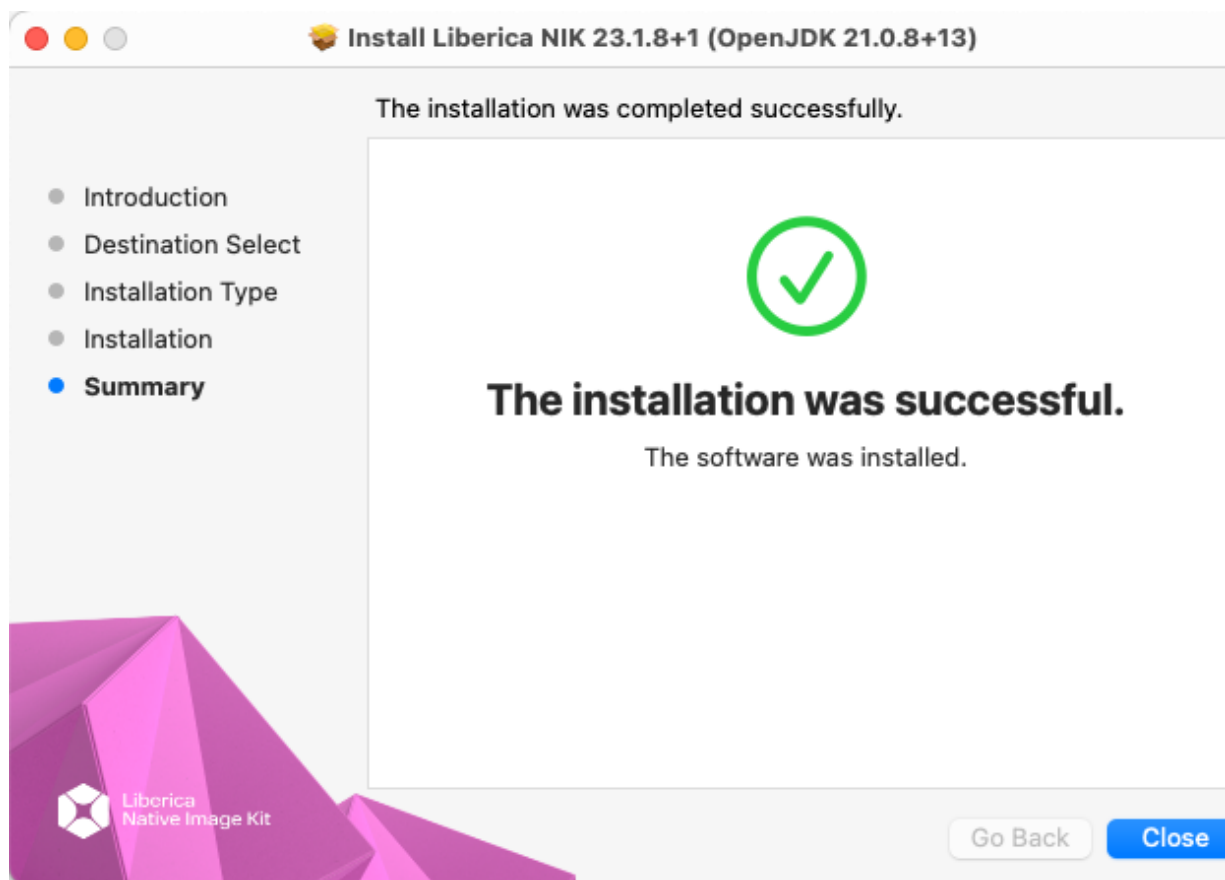 Install Liberica NIK 23.1.8+1 (OpenJDK 21.0.8+13)
The installation was completed successfully.
Introduction
Destination Select
Installation Type
Installation
Summary
The installation was successful.
The software was installed.
Liberica
Native Image Kit
Go Back
Close